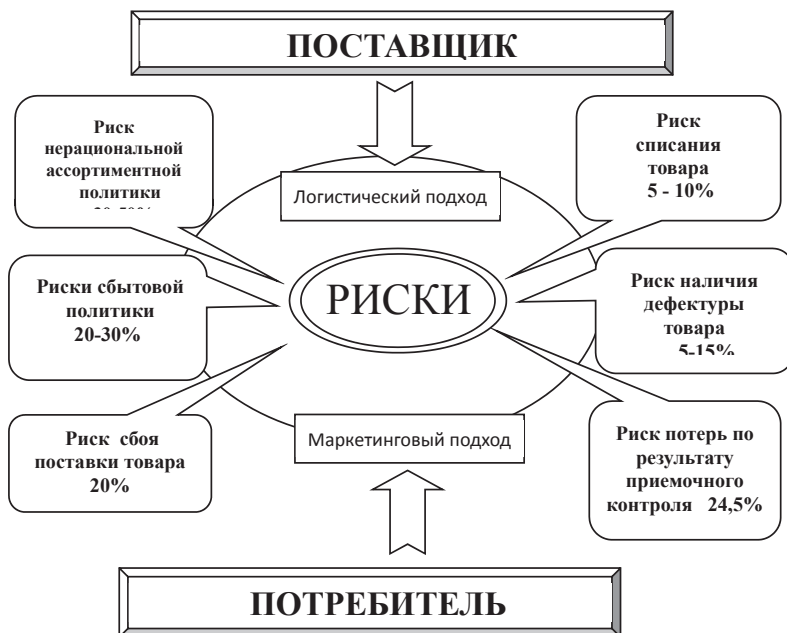 ПОСТАВЩИК
Риск
нерациональной
ассортиментной
политики
Риск
списания
товара
5 - 10%
Логистический подход
Риски сбытовой
политики
20-30%
РИСКИ
Риск наличия
дефектуры
товара
5-15%
Риск сбоя
поставки товара
20%
Маркетинговый подход
Риск потерь по
результату
приемочного
контроля 24,5%
ПОТРЕБИТЕЛЬ